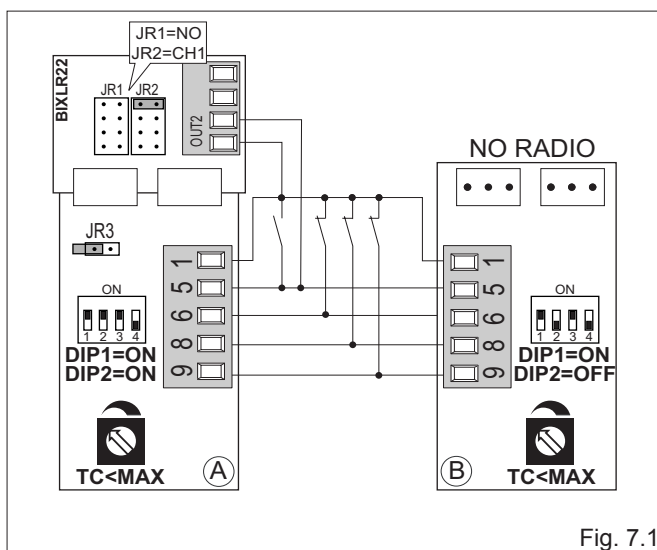 JR1=NO
JR2=CH1
BIXLR22
JR1 JR2
OUT2
NO RADIO
JR3
1
5
6
8
9
ON
1 2 3 4
DIP1=ON
DIP2=ON
TC<MAX
A
1
5
6
8
9
ON
1 2 3 4
DIP1=ON
DIP2=OFF
TC<MAX
B
Fig. 7.1